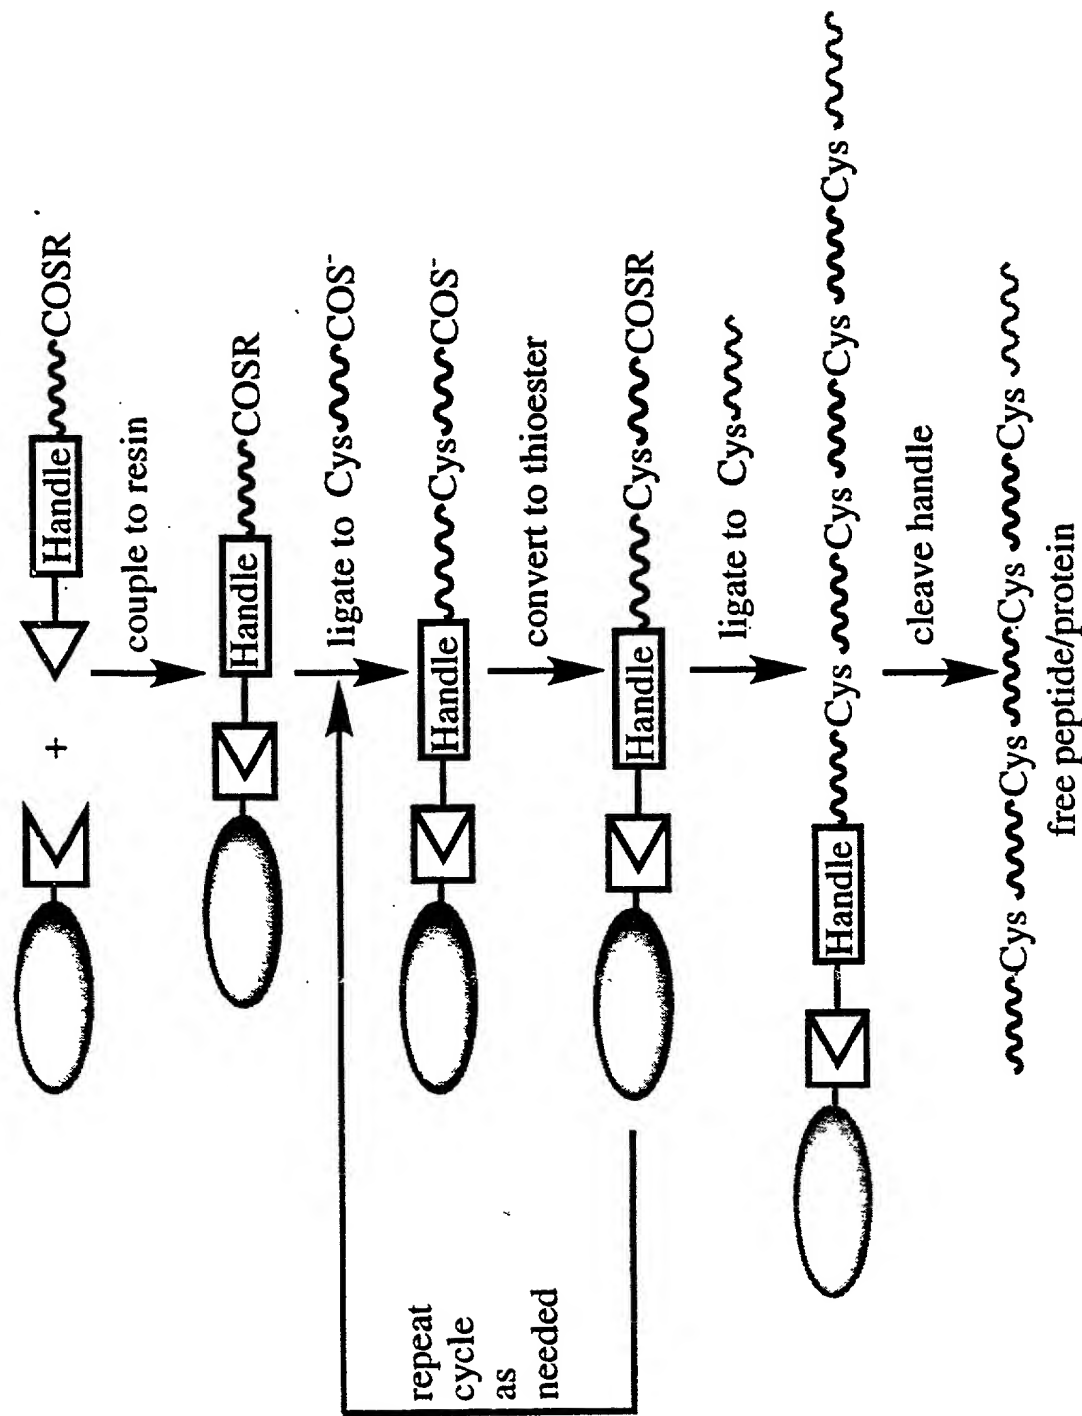 +
Handle COSR
couple to resin
Handle COSR
ligate to Cys COS-
Handle Cys COS-
convert to thioester
Handle Cys COSR
repeat
cycle
as
needed
ligate to Cys
Handle Cys Cys Cys Cys
cleave handle
Cys Cys Cys Cys
free peptide/protein